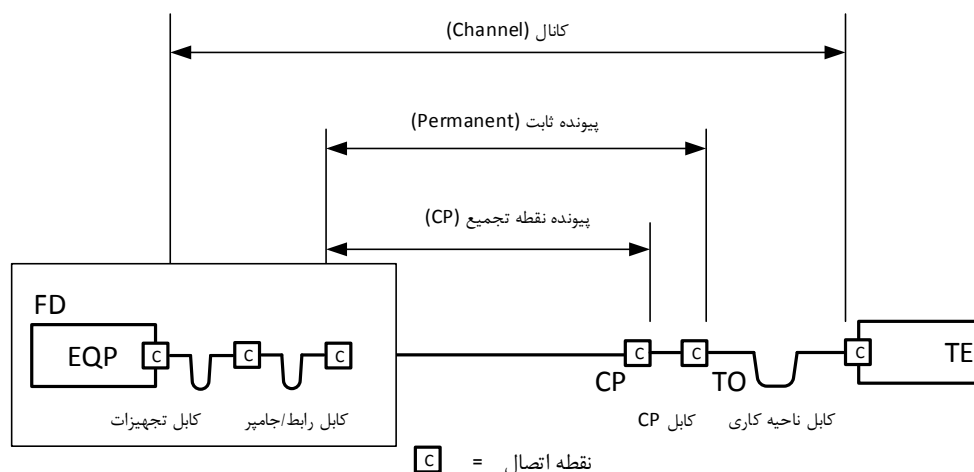 کانال (Channel)
پیونده ثابت (Permanent)
پیونده نقطه تجمیع (CP)
FD
EQP
C
C
C
C
C
C
TE
CP
TO
کابل تجهیزات
کابل رابط/جامپر
کابل CP
کابل ناحیه کاری
C = نقطه اتصال